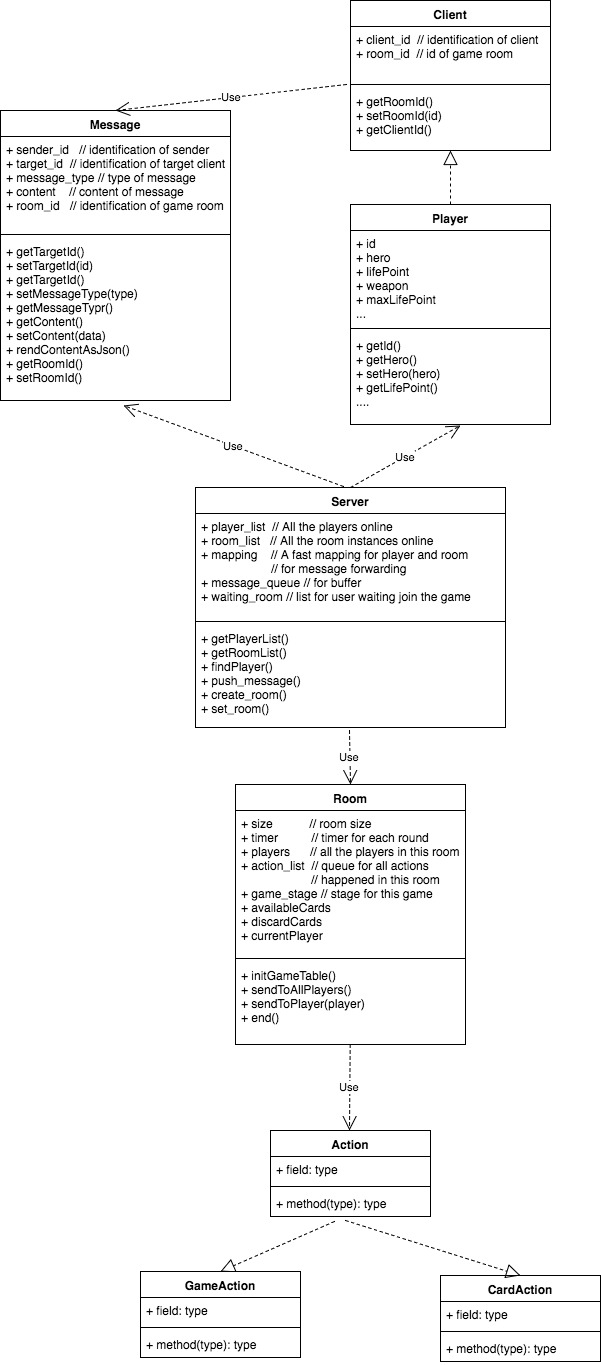 Client
+ client_id  // identification of client
+ room_id  // id of game room
+ getRoomId()
+ setRoomId(id)
+ getClientId()
Use
Message
+ sender_id   // identification of sender
+ target_id  // identification of target client
+ message_type // type of message
+ content    // content of message
+ room_id   // identification of game room
+ getTargetId()
+ setTargetId(id)
+ getTargetId()
+ setMessageType(type)
+ getMessageTypr()
+ getContent()
+ setContent(data)
+ rendContentAsJson()
+ getRoomId()
+ setRoomId()
Player
+ id
+ hero
+ lifePoint
+ weapon
+ maxLifePoint
...
+ getId()
+ getHero()
+ setHero(hero)
+ getLifePoint()
....
Use
Use
Server
+ player_list  // All the players online
+ room_list   // All the room instances online
+ mapping    // A fast mapping for player and room
// for message forwarding
+ message_queue // for buffer
+ waiting_room // list for user waiting join the game
+ getPlayerList()
+ getRoomList()
+ findPlayer()
+ push_message()
+ create_room()
+ set_room()
Use
Room
+ size           // room size
+ timer          // timer for each round
+ players      // all the players in this room
+ action_list  // queue for all actions
// happened in this room
+ game_stage // stage for this game
+ availableCards
+ discardCards
+ currentPlayer
+ initGameTable()
+ sendToAllPlayers()
+ sendToPlayer(player)
+ end()
Use
Action
+ field: type
+ method(type): type
GameAction
+ field: type
+ method(type): type
CardAction
+ field: type
+ method(type): type